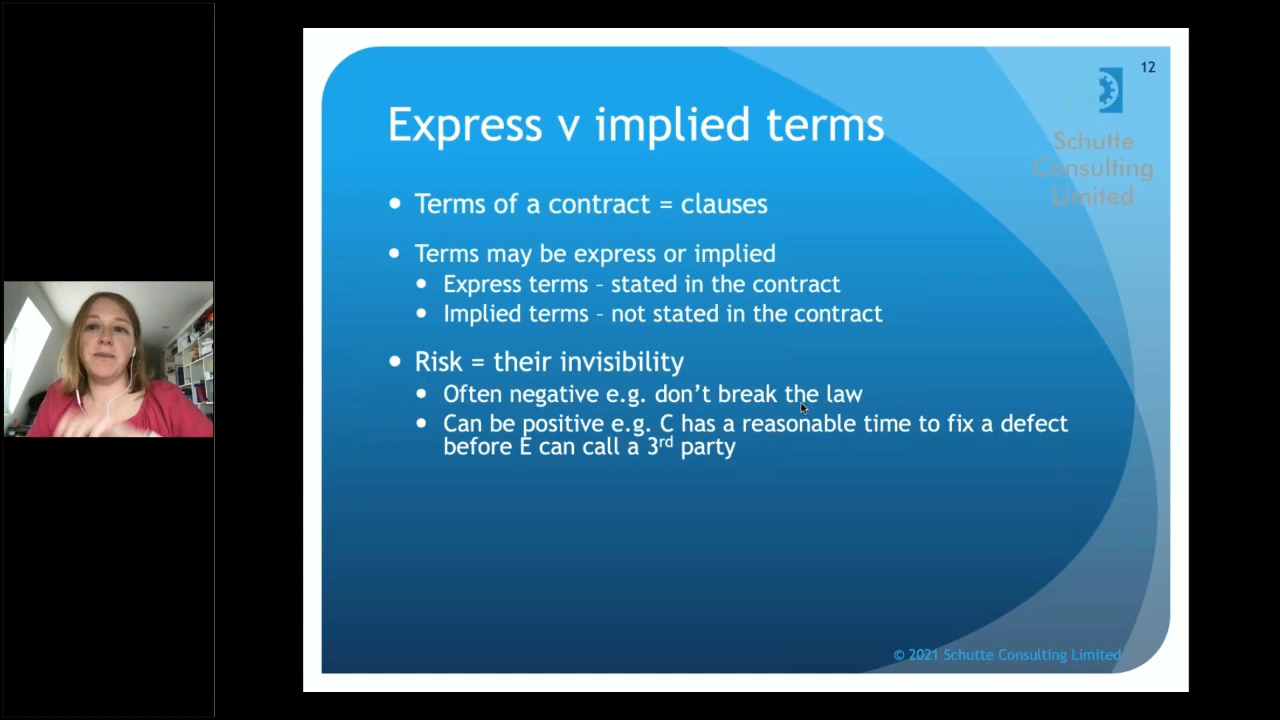 12
Schutte
Consulting
Limited
Express v implied terms
• Terms of a contract = clauses
• Terms may be express or implied
• Express terms – stated in the contract
• Implied terms – not stated in the contract
• Risk = their invisibility
• Often negative e.g. don’t break the law
• Can be positive e.g. C has a reasonable time to fix a defect
before E can call a 3rd party
© 2021 Schutte Consulting Limited